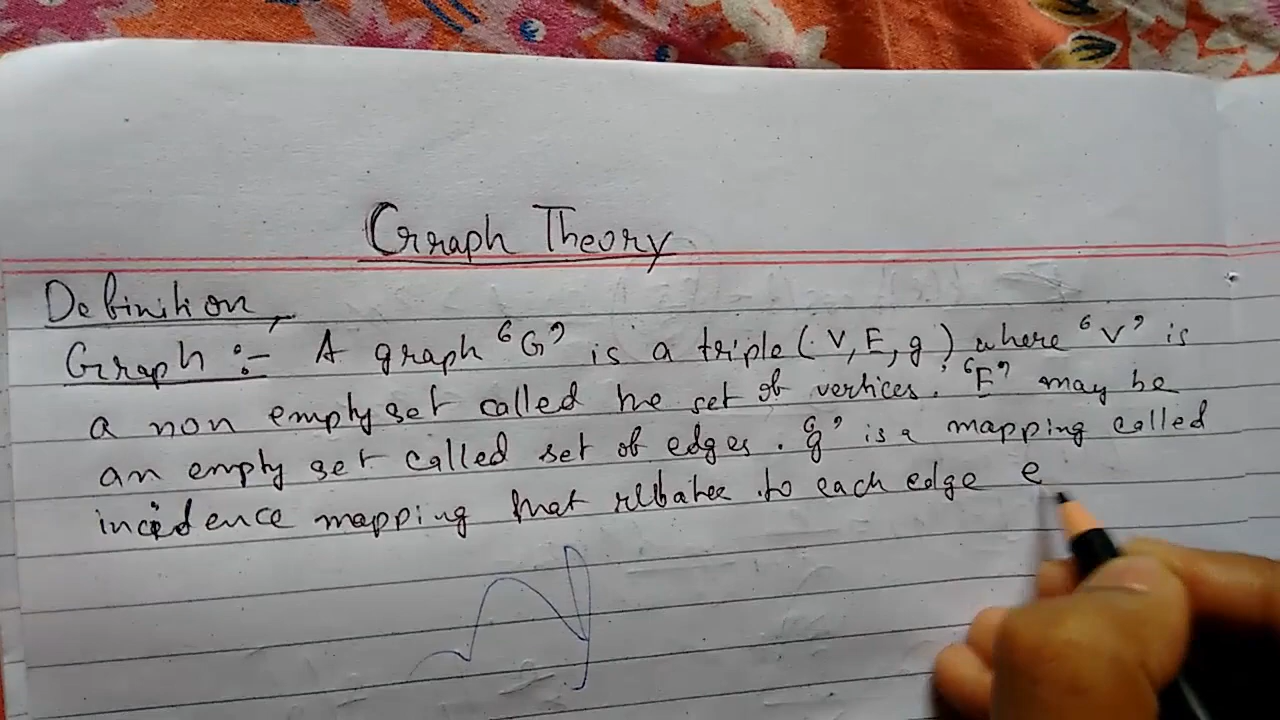 Graph Theory
Definition,
Graph :- A graph 'G' is a triple (V, E, g) where 'V' is
a non empty set called the set of vertices. 'E' may be
an empty set called set of edges. 'g' is a mapping called
incidence mapping that to each edge e